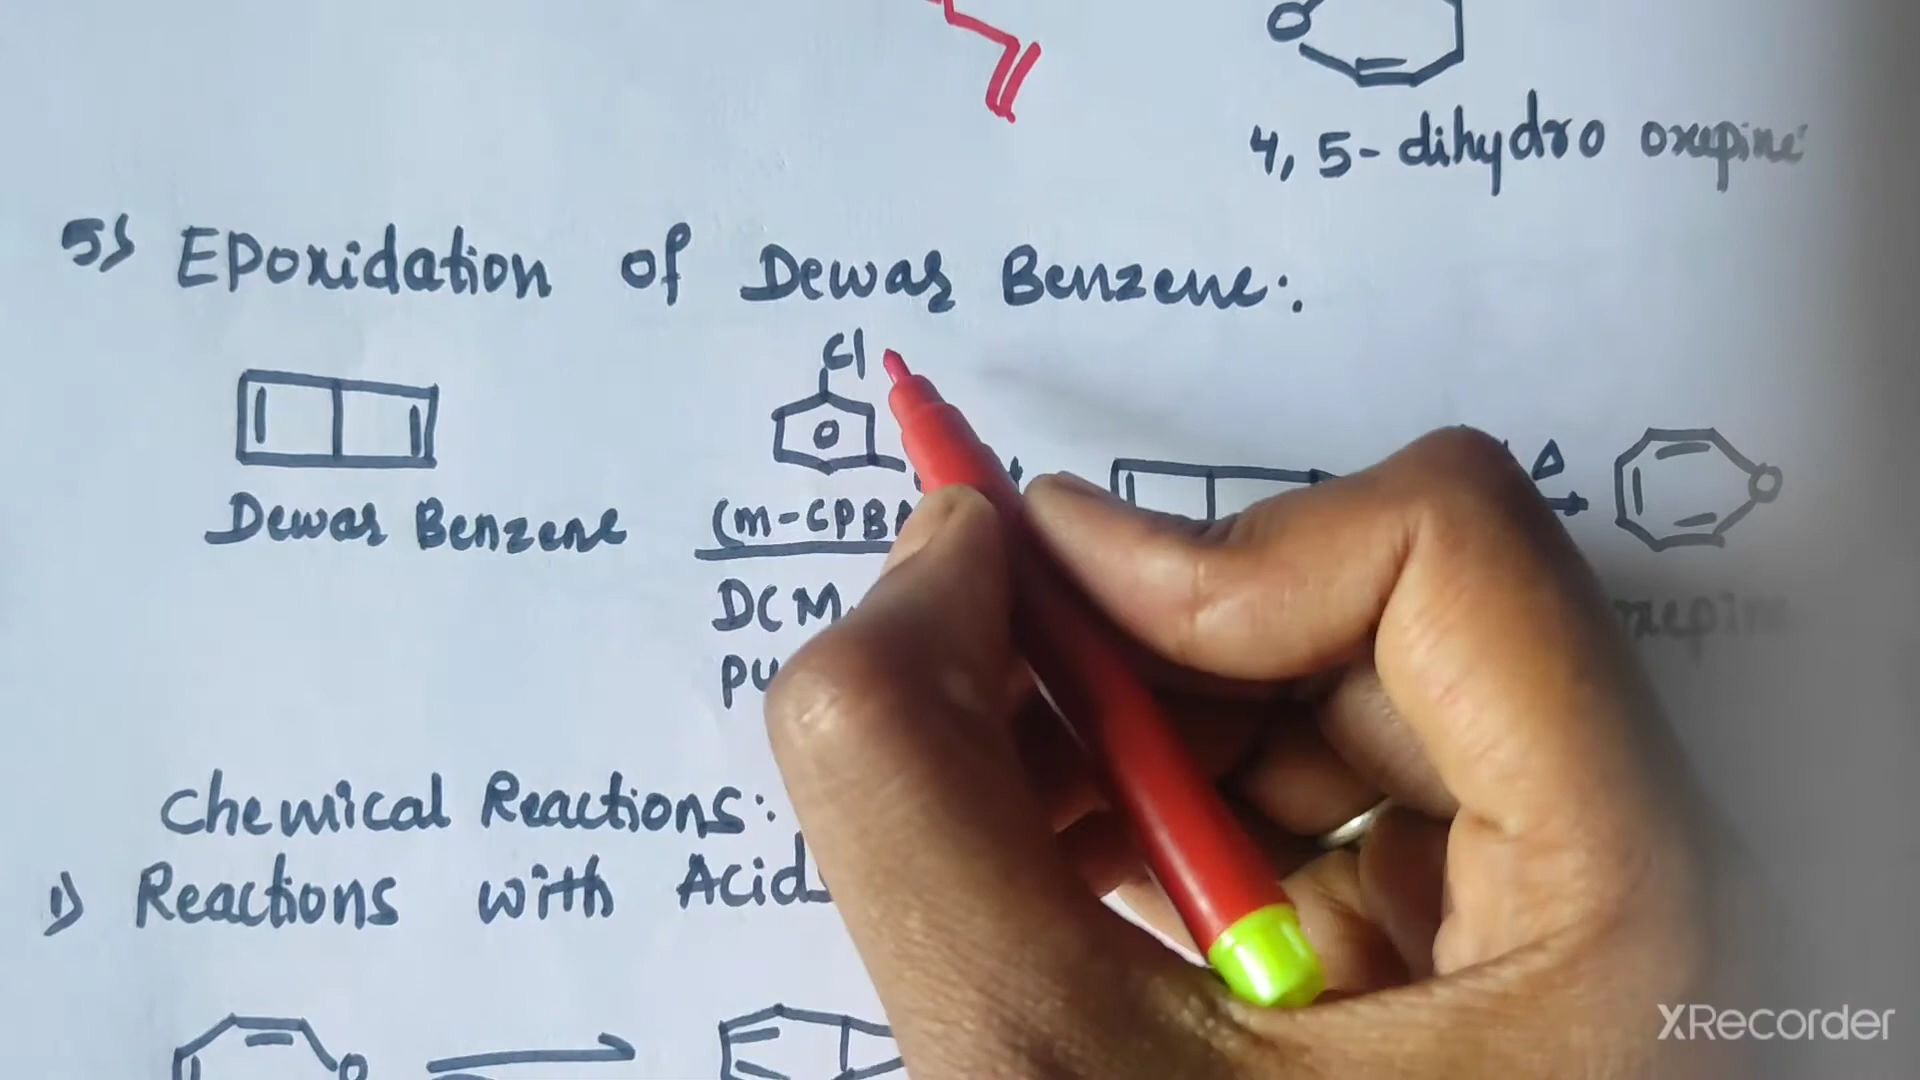 4, 5- dihydro oxepine
5) Epoxidation of Dewar Benzene:.
Cl
Dewar Benzene
(m-CPBA
DCM
Δ
O
Chemical Reactions:
1) Reactions with Acid
XRecorder